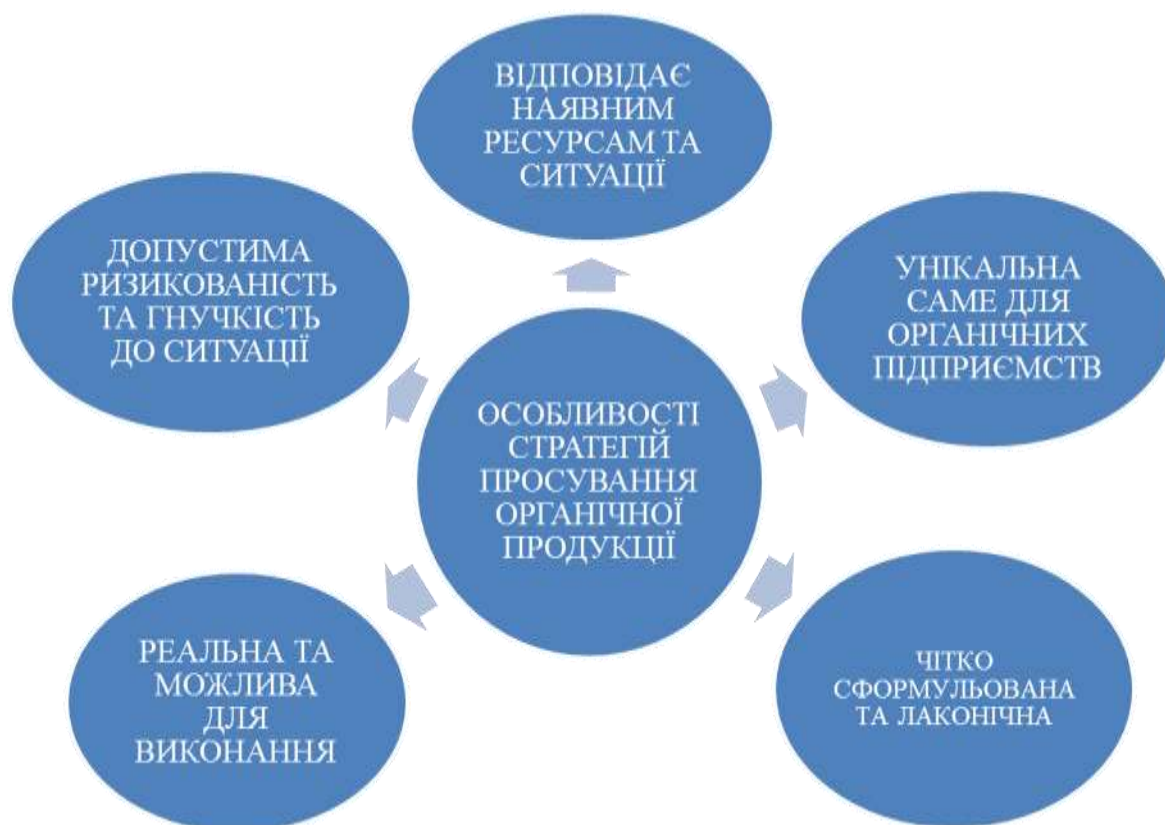 ВІДПОВІДАЄ
НАЯВНИМ
РЕСУРСАМ ТА
СИТУАЦІЇ
ДОПУСТИМА
РИЗИКОВАНІСТЬ
ТА ГНУЧКІСТЬ
ДО СИТУАЦІЇ
УНІКАЛЬНА
САМЕ ДЛЯ
ОРГАНІЧНИХ
ПІДПРИЄМСТВ
ОСОБЛИВОСТІ
СТРАТЕГІЙ
ПРОСУВАННЯ
ОРГАНІЧНОЇ
ПРОДУКЦІЇ
РЕАЛЬНА ТА
МОЖЛИВА
ДЛЯ
ВИКОНАННЯ
ЧІТКО
СФОРМУЛЬОВАНА
ТА ЛАКОНІЧНА